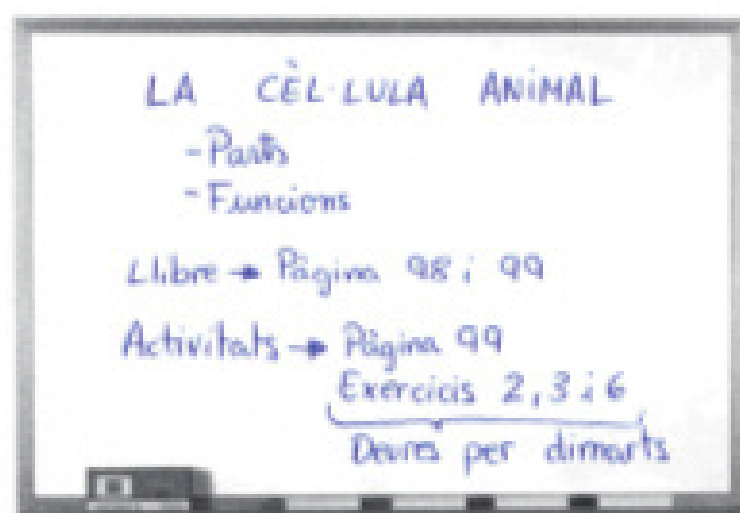 LA CÈL·LULA ANIMAL
- Parts
- Funcions
Llibre → Pàgina 98 i 99
Activitats → Pàgina 99
Exercicis 2, 3 i 6
Deures per dimarts